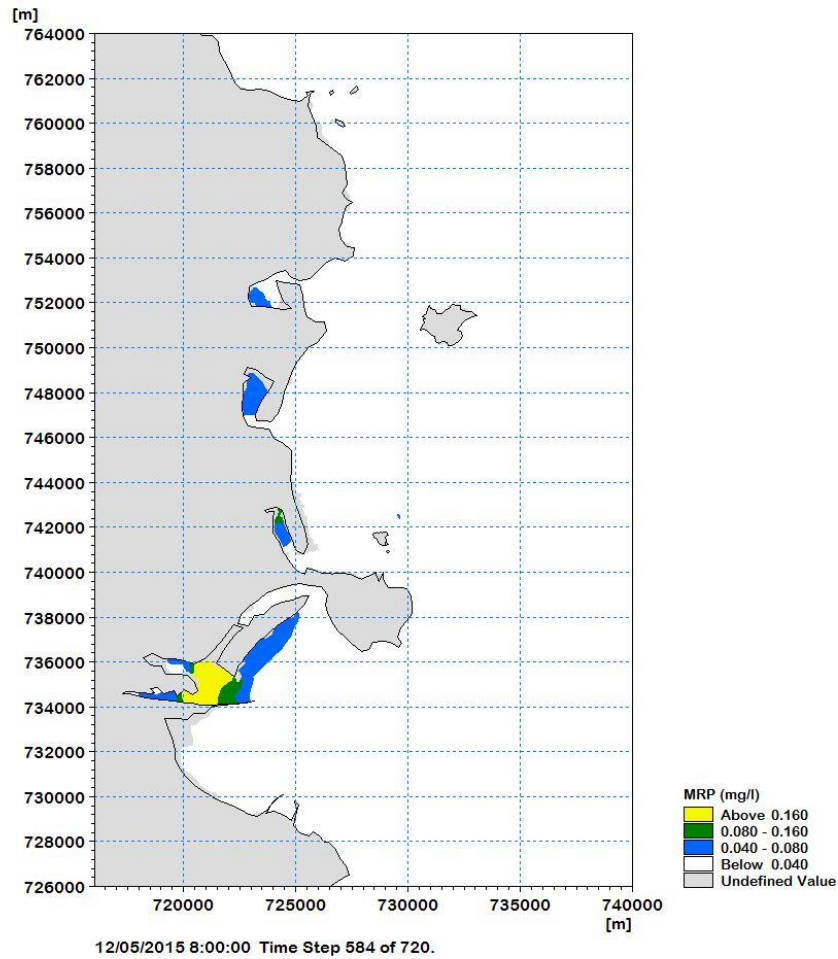 [m]
764000
762000
760000
758000
756000
754000
752000
750000
748000
746000
744000
742000
740000
738000
736000
734000
732000
730000
728000
726000
720000 725000 730000 735000 740000
[m]
MRP (mg/l)
Above 0.160
0.080 - 0.160
0.040 - 0.080
Below 0.040
Undefined Value
12/05/2015 8:00:00 Time Step 584 of 720.